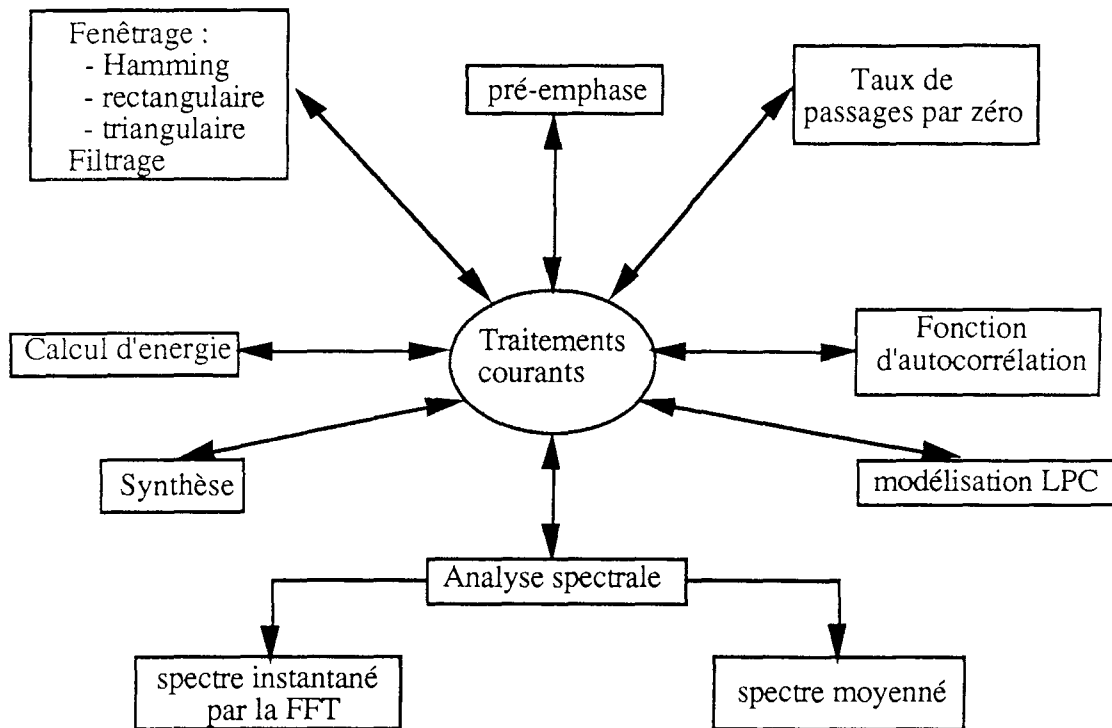 Fenêtrage :
- Hamming
- rectangulaire
- triangulaire
Filtrage
pré-emphase
Taux de
passages par zéro
Calcul d'energie
Traitements
courants
Fonction
d'autocorrélation
Synthèse
modélisation LPC
Analyse spectrale
spectre instantané
par la FFT
spectre moyenné